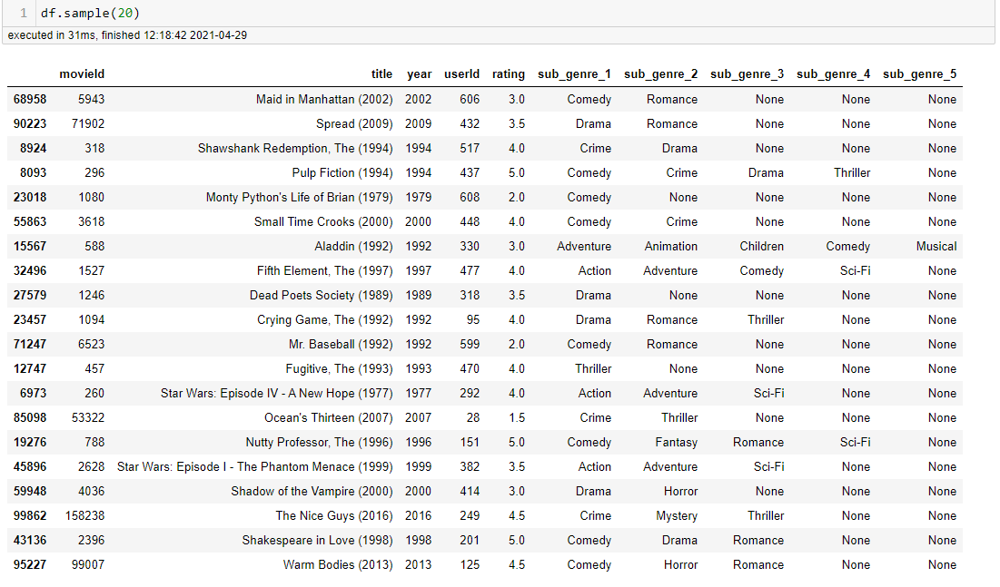 1 df.sample(20)
executed in 31ms, finished 12:18:42 2021-04-29
movieId title year userId rating sub_genre_1 sub_genre_2 sub_genre_3 sub_genre_4 sub_genre_5
68958 5943 Maid in Manhattan (2002) 2002 606 3.0 Comedy Romance None None None
90223 71902 Spread (2009) 2009 432 3.5 Drama Romance None None None
8924 318 Shawshank Redemption, The (1994) 1994 517 4.0 Crime Drama None None None
8093 296 Pulp Fiction (1994) 1994 437 5.0 Comedy Crime Drama Thriller None
23018 1080 Monty Python's Life of Brian (1979) 1979 608 2.0 Comedy None None None None
55863 3618 Small Time Crooks (2000) 2000 448 4.0 Comedy Crime None None None
15567 588 Aladdin (1992) 1992 330 3.0 Adventure Animation Children Comedy Musical
32496 1527 Fifth Element, The (1997) 1997 477 4.0 Action Adventure Comedy Sci-Fi None
27579 1246 Dead Poets Society (1989) 1989 318 3.5 Drama None None None None
23457 1094 Crying Game, The (1992) 1992 95 4.0 Drama Romance Thriller None None
71247 6523 Mr. Baseball (1992) 1992 599 2.0 Comedy Romance None None None
12747 457 Fugitive, The (1993) 1993 470 4.0 Thriller None None None None
6973 260 Star Wars: Episode IV - A New Hope (1977) 1977 292 4.0 Action Adventure Sci-Fi None None
85098 53322 Ocean's Thirteen (2007) 2007 28 1.5 Crime Thriller None None None
19276 788 Nutty Professor, The (1996) 1996 151 5.0 Comedy Fantasy Romance Sci-Fi None
45896 2628 Star Wars: Episode I - The Phantom Menace (1999) 1999 382 3.5 Action Adventure Sci-Fi None None
59948 4036 Shadow of the Vampire (2000) 2000 414 3.0 Drama Horror None None None
99862 158238 The Nice Guys (2016) 2016 249 4.5 Crime Mystery Thriller None None
43136 2396 Shakespeare in Love (1998) 1998 201 5.0 Comedy Drama Romance None None
95227 99007 Warm Bodies (2013) 2013 125 4.5 Comedy Horror Romance None None